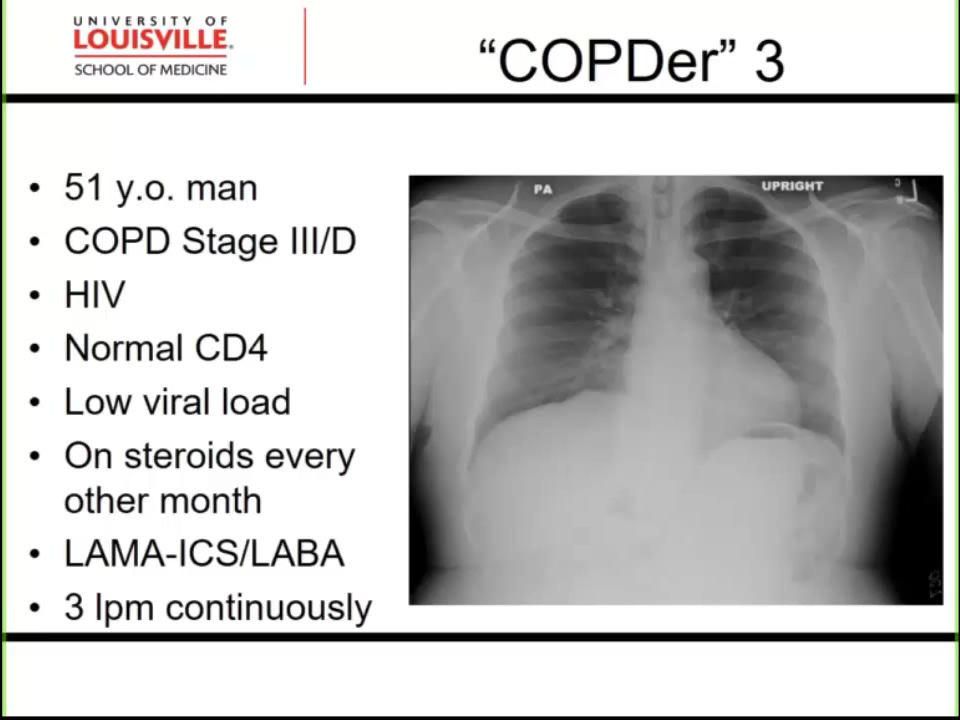 UNIVERSITY OF
LOUISVILLE.
SCHOOL OF MEDICINE
“COPDer” 3
• 51 y.o. man
• COPD Stage III/D
• HIV
• Normal CD4
• Low viral load
• On steroids every
other month
• LAMA-ICS/LABA
• 3 lpm continuously
PA
UPRIGHT
L